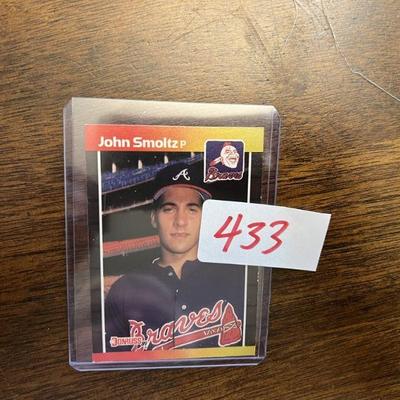 John Smoltz P
Braves
A
433
Braves
Donruss